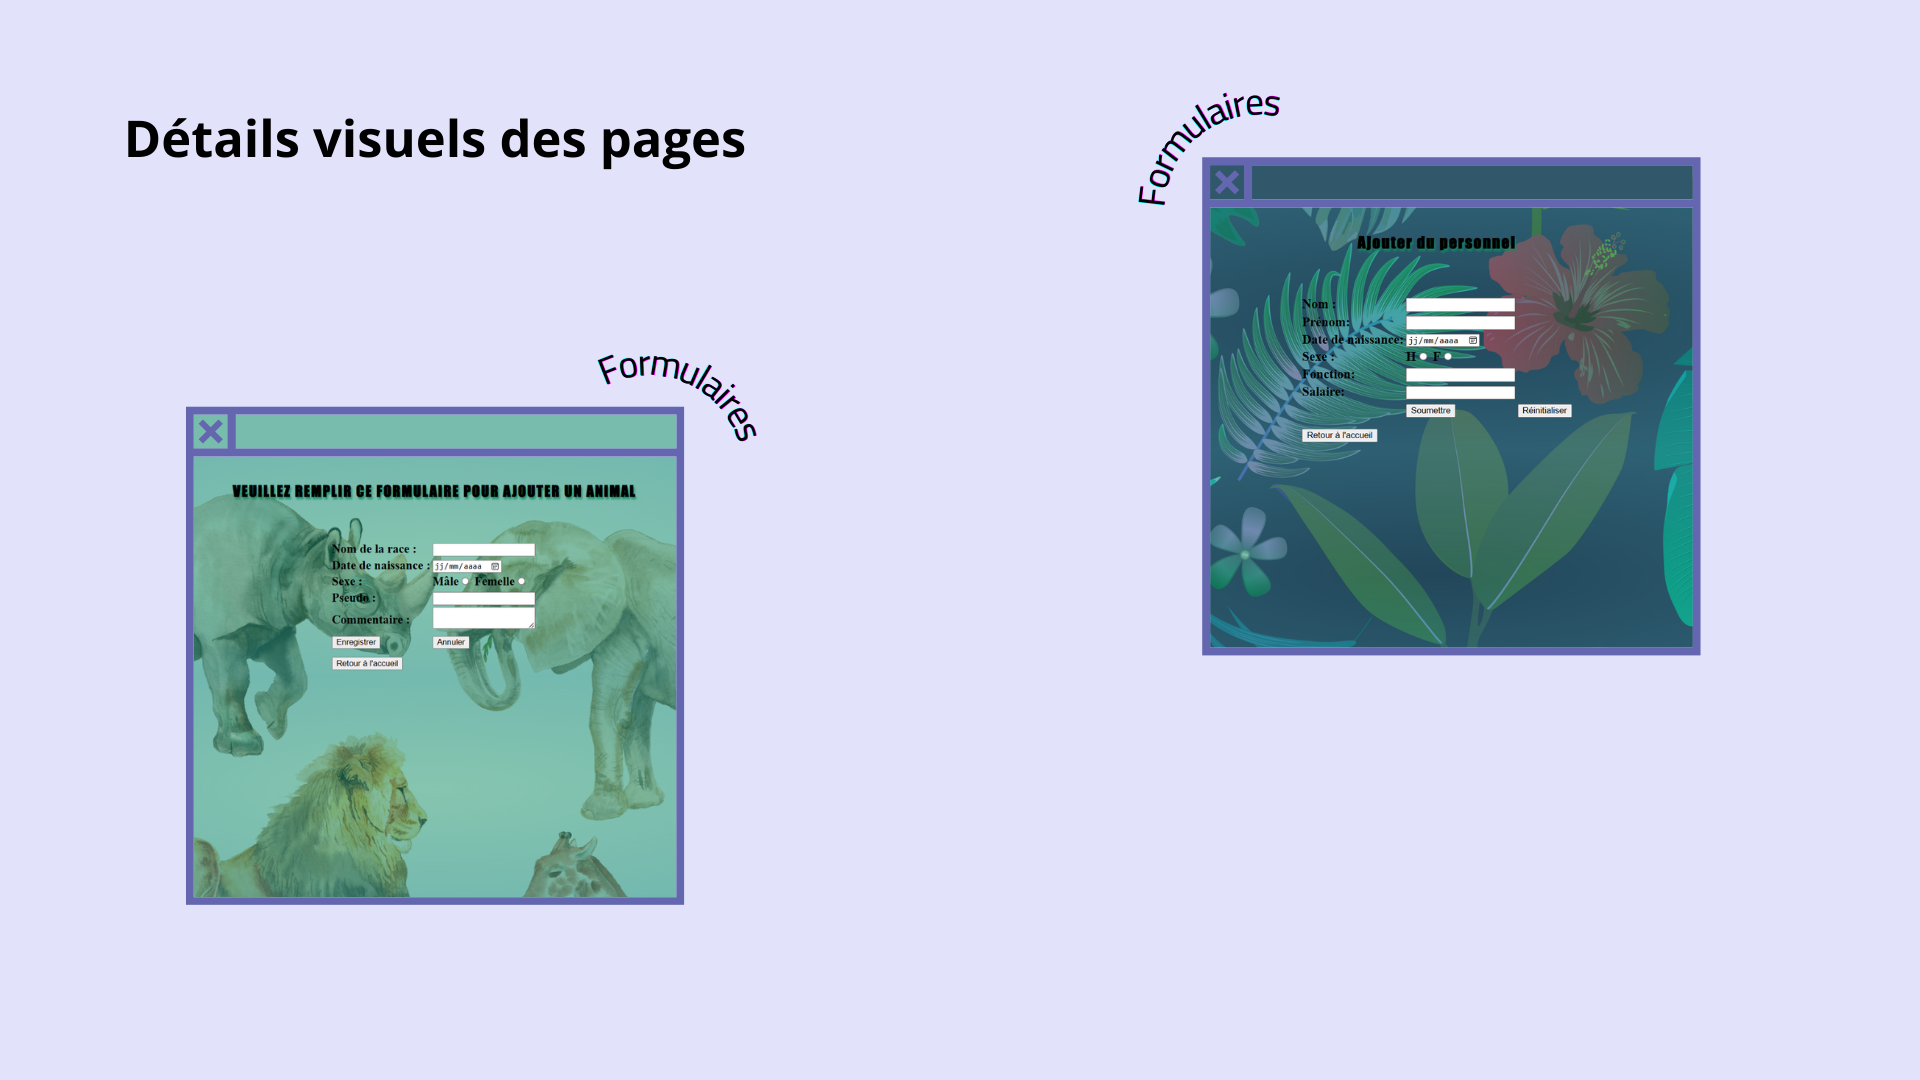 Détails visuels des pages
Formulaires
VEUILLEZ REMPLIR CE FORMULAIRE POUR AJOUTER UN ANIMAL
Nom de la race :
Date de naissance : jj/mm/aaaa
Sexe : Mâle Femelle
Pseudo :
Commentaire :
Enregistrer Annuler
Retour à l'accueil
Formulaires
Ajouter du personnel
Nom :
Prénom:
Date de naissance: jj/mm/aaaa
Sexe : H F
Fonction:
Salaire:
Soumettre Réinitialiser
Retour à l'accueil